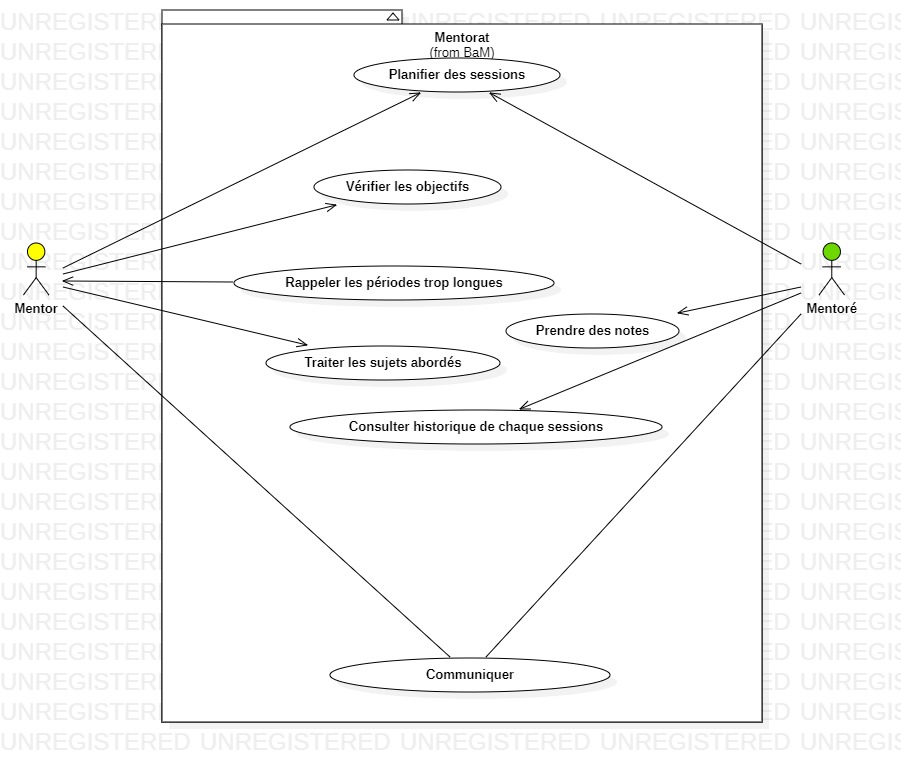 Mentorat
(from BaM)
Planifier des sessions
Vérifier les objectifs
Rappeler les périodes trop longues
Mentor
Mentoré
Prendre des notes
Traiter les sujets abordés
Consulter historique de chaque sessions
Communiquer
UNREGISTERED UNREGISTERED UNREGISTERED UNREGISTERED UNREGIS